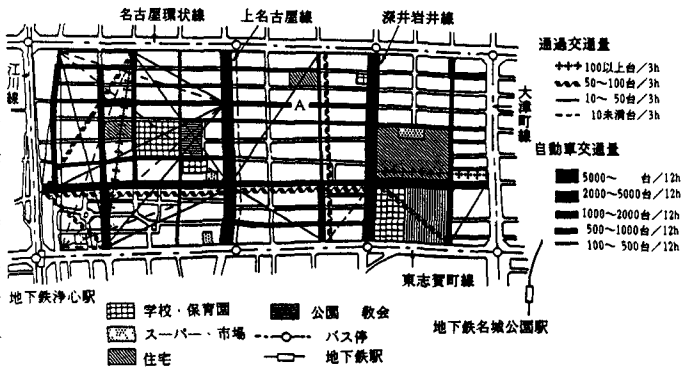 名古屋環状線
上名古屋線
深井岩井線
江川線
大津町線
A
通過交通量
100以上台/3h
50~100台/3h
10~ 50台/3h
10未満台/3h
自動車交通量
5000~ 台/12h
2000~5000台/12h
1000~2000台/12h
500~1000台/12h
100~ 500台/12h
東志賀町線
地下鉄浄心駅
地下鉄名城公園駅
学校・保育園
公園 教会
スーパー・市場
バス停
住宅
地下鉄駅